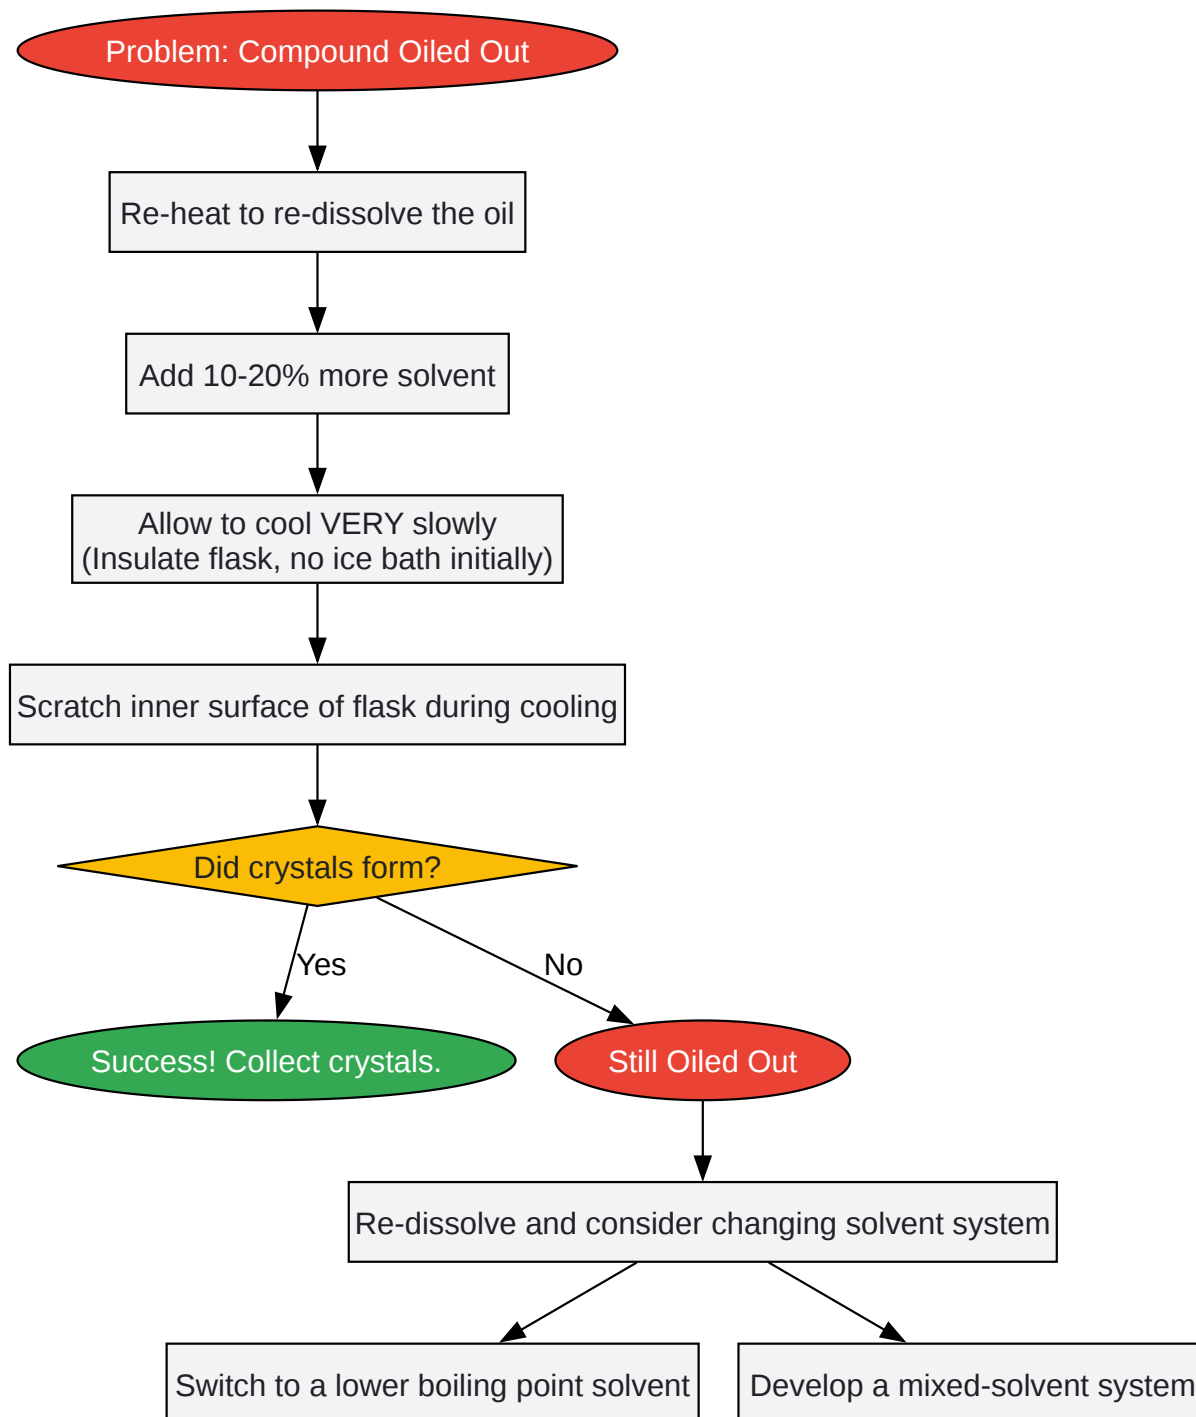 Problem: Compound Oiled Out
Re-heat to re-dissolve the oil
Add 10-20% more solvent
Allow to cool VERY slowly
(Insulate flask, no ice bath initially)
Scratch inner surface of flask during cooling
Did crystals form?
Yes
No
Success! Collect crystals.
Still Oiled Out
Re-dissolve and consider changing solvent system
Switch to a lower boiling point solvent
Develop a mixed-solvent system